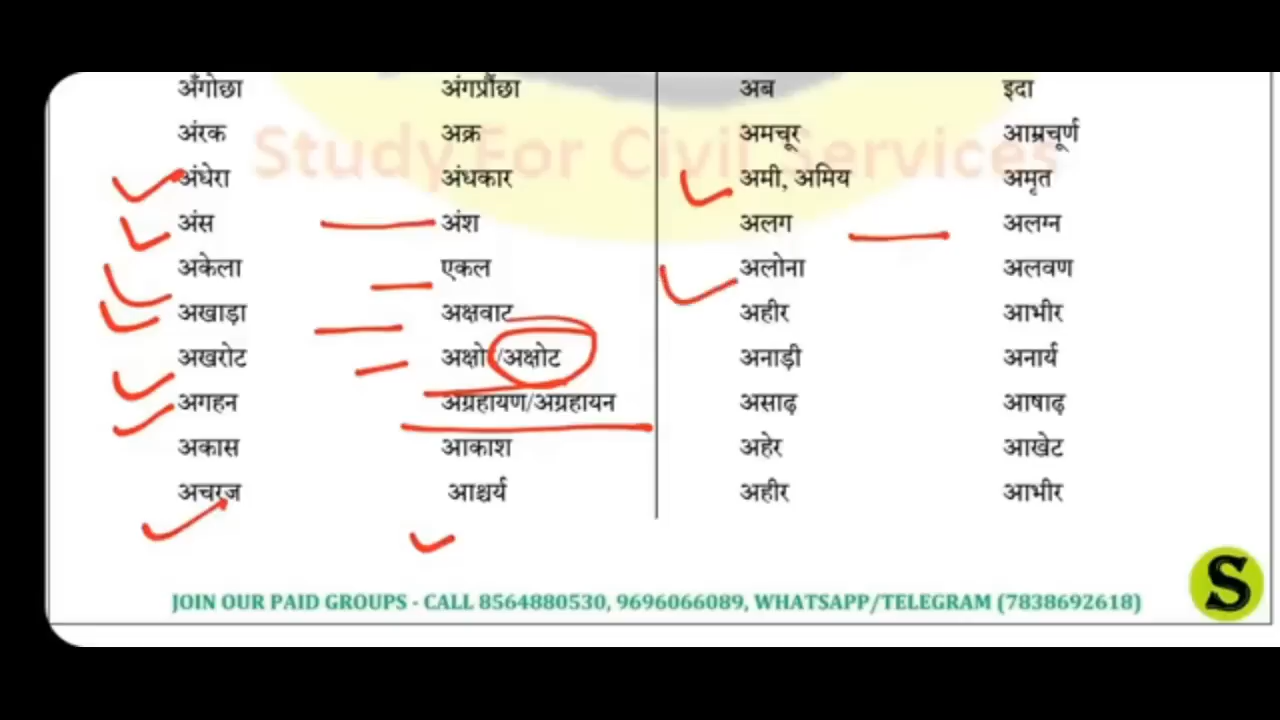 अँगोछा अंगप्रौंछा अब इदा
अंरक अक्र अमचूर आम्रचूर्ण
Study For Civil Services
अंधेरा अंधकार अमी, अमिय अमृत
अंस अंश अलग अलग्न
अकेला एकल अलोना अलवण
अखाड़ा अक्षवाट अहीर आभीर
अखरोट अक्षो /अक्षोट अनाड़ी अनार्य
अगहन अग्रहायण/अग्रहायन असाढ़ आषाढ़
अकास आकाश अहेर आखेट
अचरज आश्चर्य अहीर आभीर
JOIN OUR PAID GROUPS - CALL 8564880530, 9696066089, WHATSAPP/TELEGRAM (7838692618)
S